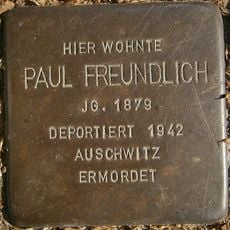 HIER WOHNTE
PAUL FREUNDLICH
JG. 1879
DEPORTIERT 1942
AUSCHWITZ
ERMORDET